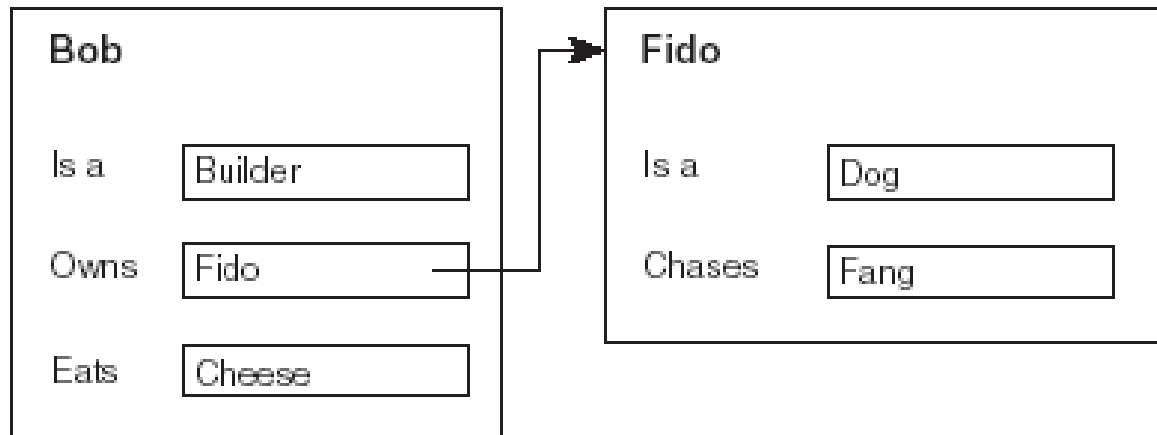 Bob
Is a Builder
Owns Fido
Eats Cheese
Fido
Is a Dog
Chases Fang